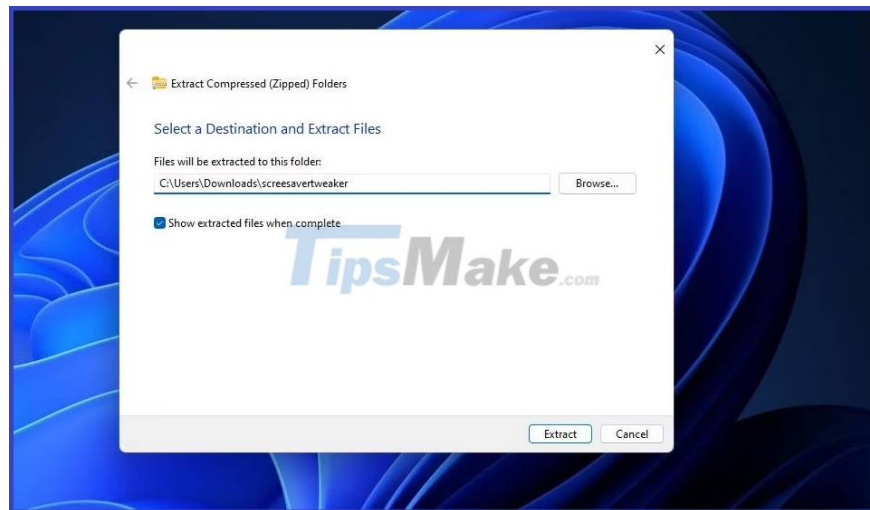 Extract Compressed (Zipped) Folders
Select a Destination and Extract Files
Files will be extracted to this folder:
C:\Users\Downloads\screesavertweaker
Browse...
Show extracted files when complete
TipsMake.com
Extract
Cancel